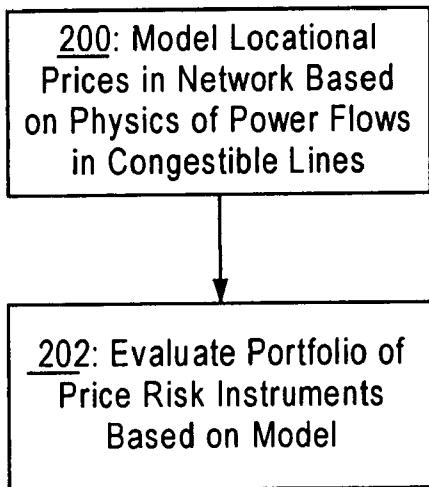 200: Model Locational
Prices in Network Based
on Physics of Power Flows
in Congestible Lines
202: Evaluate Portfolio of
Price Risk Instruments
Based on Model